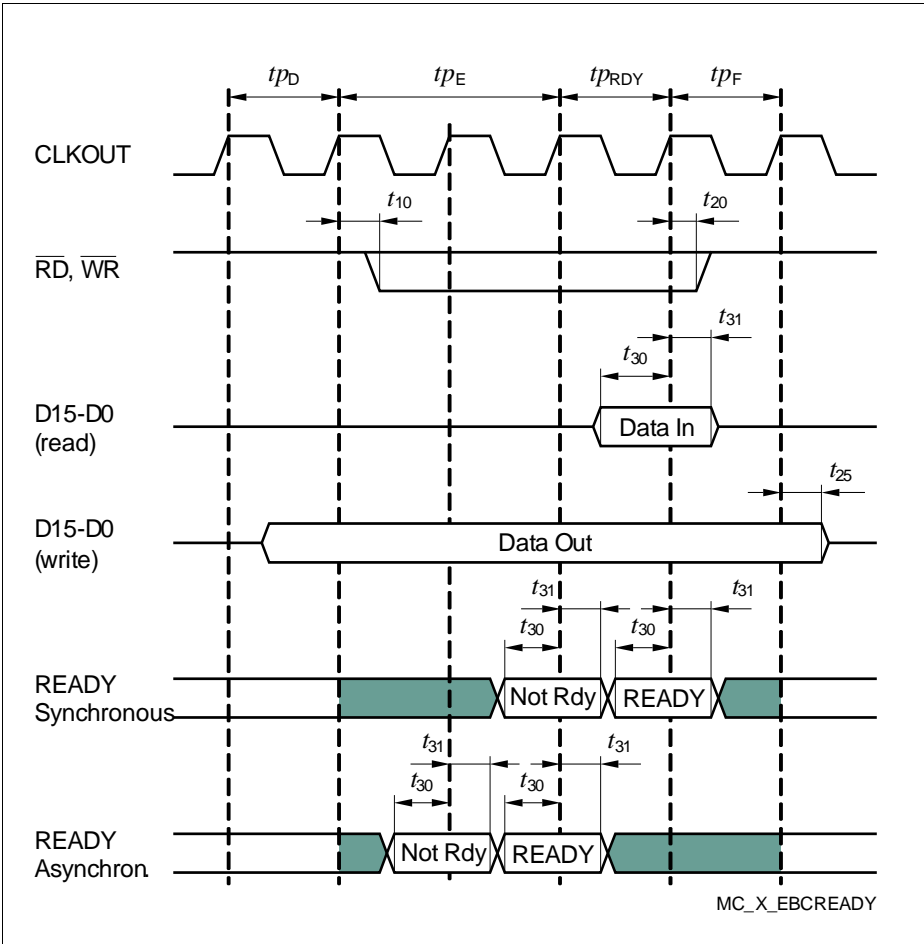 tpD tpE tpRDY tpF
CLKOUT
t10 t20
RD, WR
t31
t30
D15-D0
(read)
Data In
t25
D15-D0
(write)
Data Out
t31 t31
t30 t30
READY
Synchronous
Not Rdy READY
t31 t31
t30 t30
READY
Asynchron.
Not Rdy READY
MC_X_EBCREADY